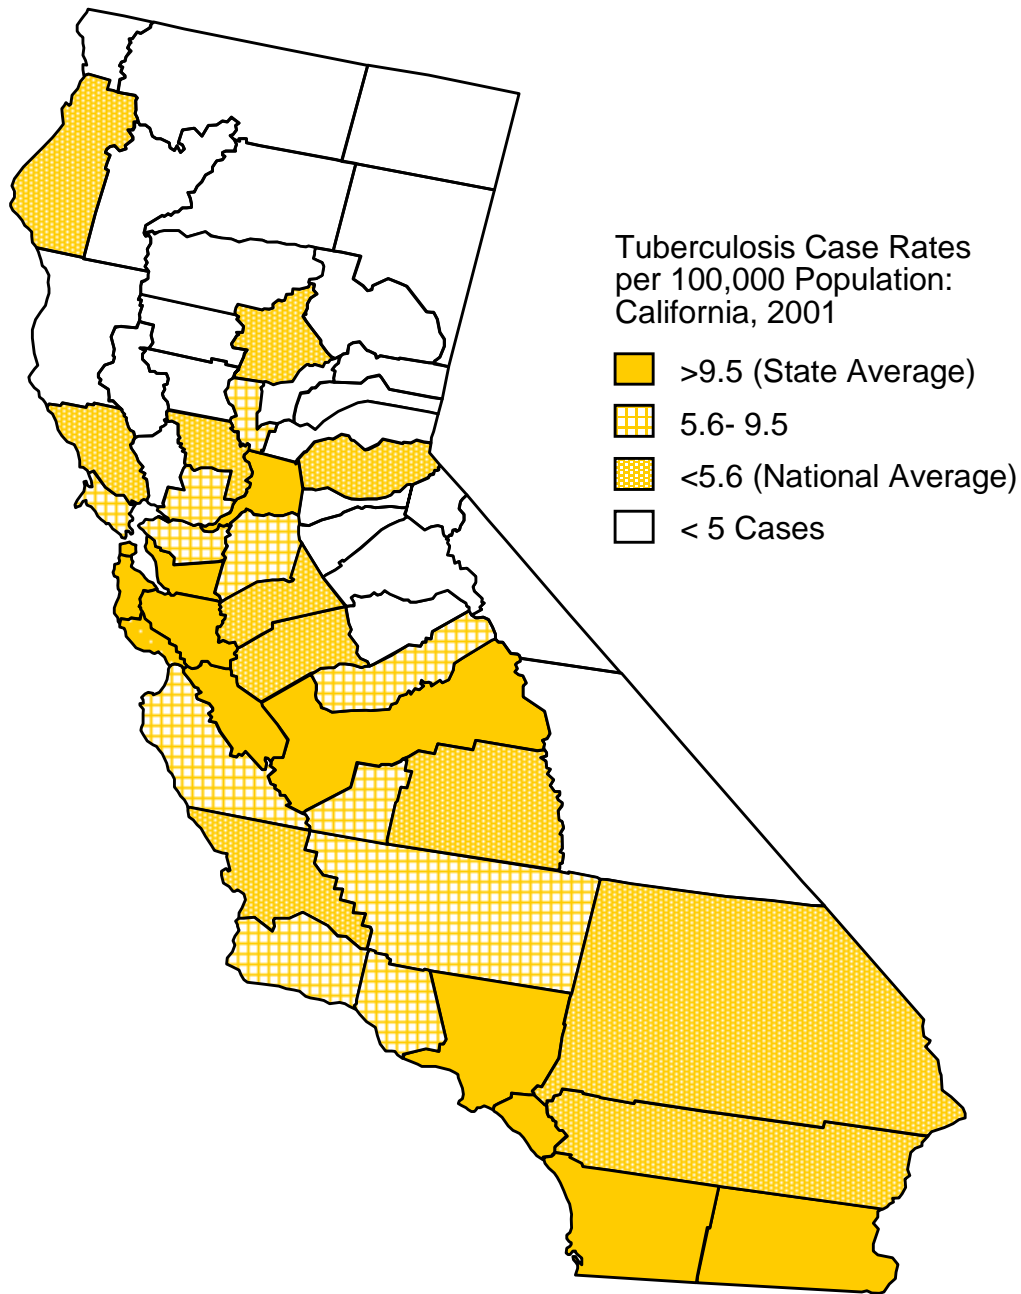 Tuberculosis Case Rates
per 100,000 Population:
California, 2001
>9.5 (State Average)
5.6- 9.5
<5.6 (National Average)
< 5 Cases